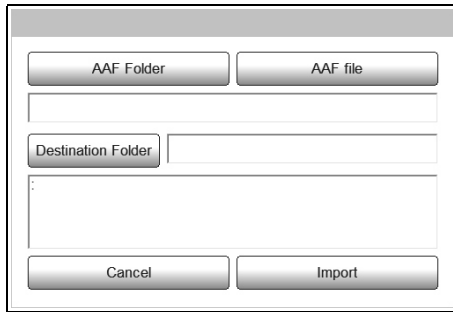 AAF Folder AAF file
Destination Folder
:
Cancel Import